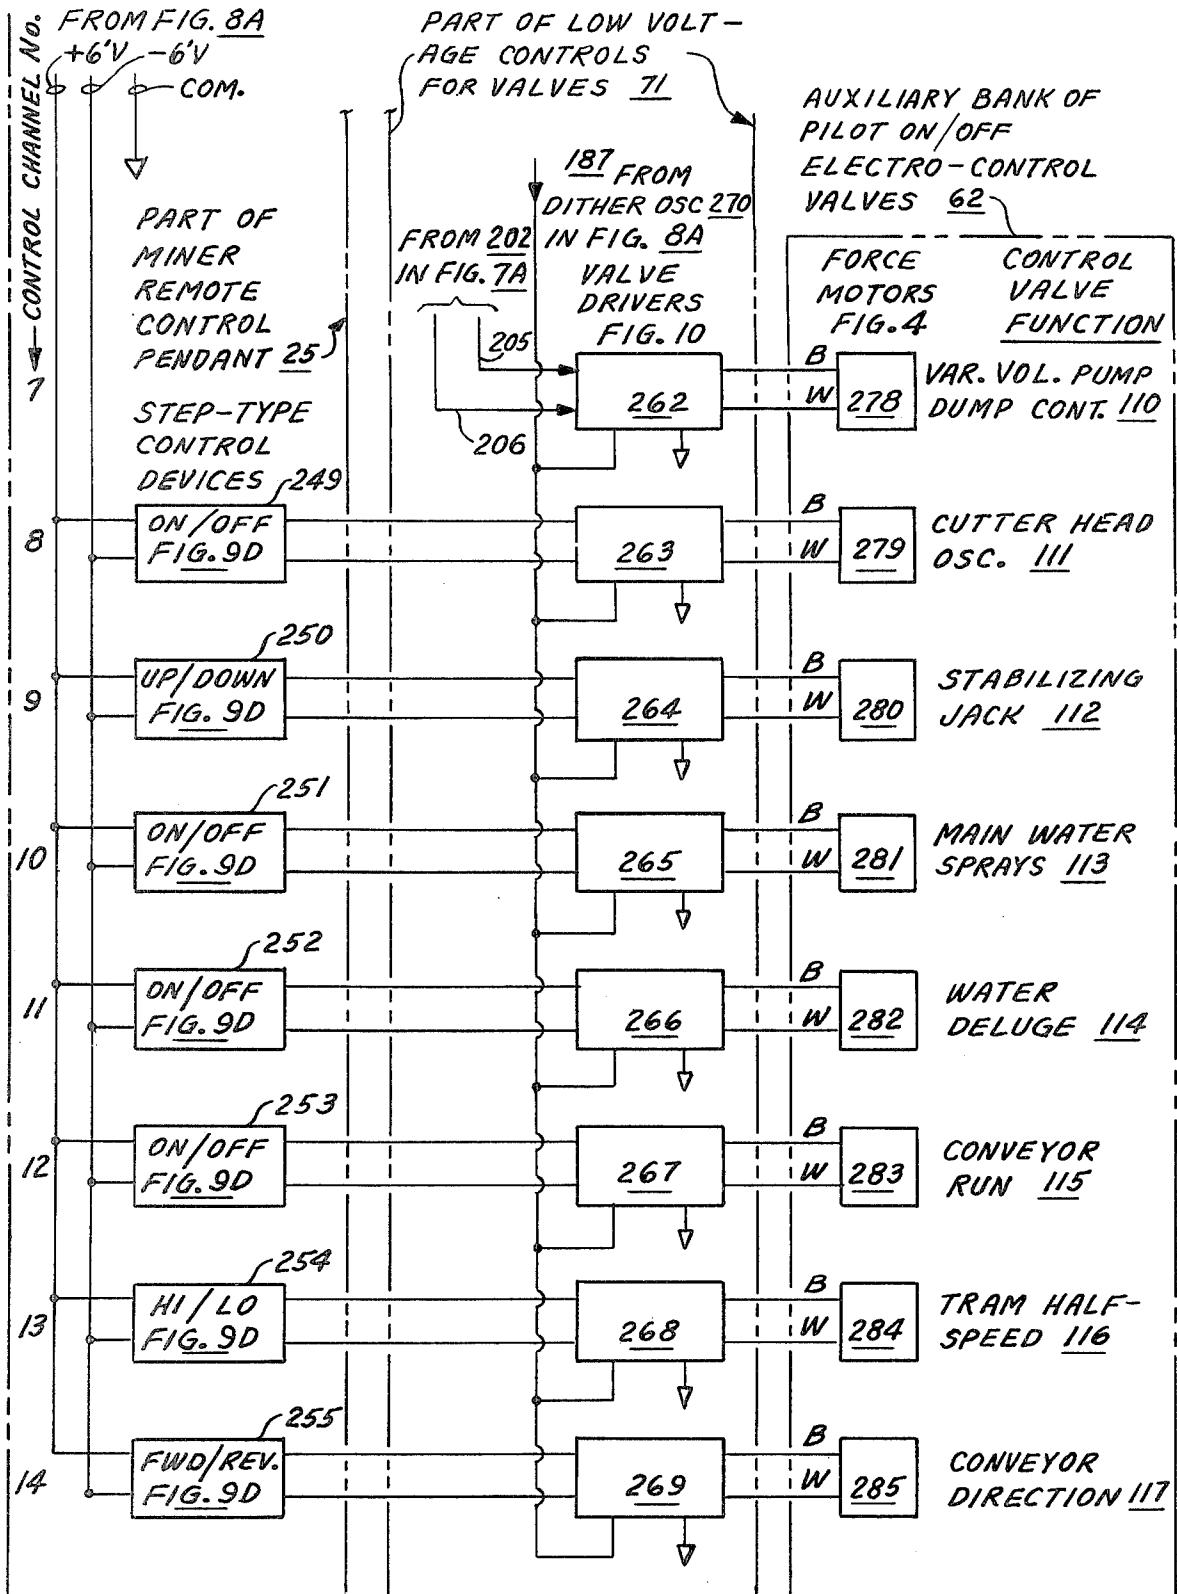 CONTROL CHANNEL No.
FROM FIG. 8A
+6'V -6'V
COM.
PART OF LOW VOLT-
AGE CONTROLS
FOR VALVES 71
AUXILIARY BANK OF
PILOT ON/OFF
ELECTRO-CONTROL
VALVES 62
187 FROM
DITHER OSC 270
IN FIG. 8A
FROM 202
IN FIG. 7A
VALVE
DRIVERS
FIG. 10
FORCE
MOTORS
FIG. 4
CONTROL
VALVE
FUNCTION
PART OF
MINER
REMOTE
CONTROL
PENDANT 25
STEP-TYPE
CONTROL
DEVICES
7
205
206
262
B
W
278
VAR. VOL. PUMP
DUMP CONT. 110
8
249
ON/OFF
FIG. 9D
263
B
W
279
CUTTER HEAD
OSC. 111
9
250
UP/DOWN
FIG. 9D
264
B
W
280
STABILIZING
JACK 112
10
251
ON/OFF
FIG. 9D
265
B
W
281
MAIN WATER
SPRAYS 113
11
252
ON/OFF
FIG. 9D
266
B
W
282
WATER
DELUGE 114
12
253
ON/OFF
FIG. 9D
267
B
W
283
CONVEYOR
RUN 115
13
254
HI/LO
FIG. 9D
268
B
W
284
TRAM HALF-
SPEED 116
14
255
FWD/REV.
FIG. 9D
269
B
W
285
CONVEYOR
DIRECTION 117